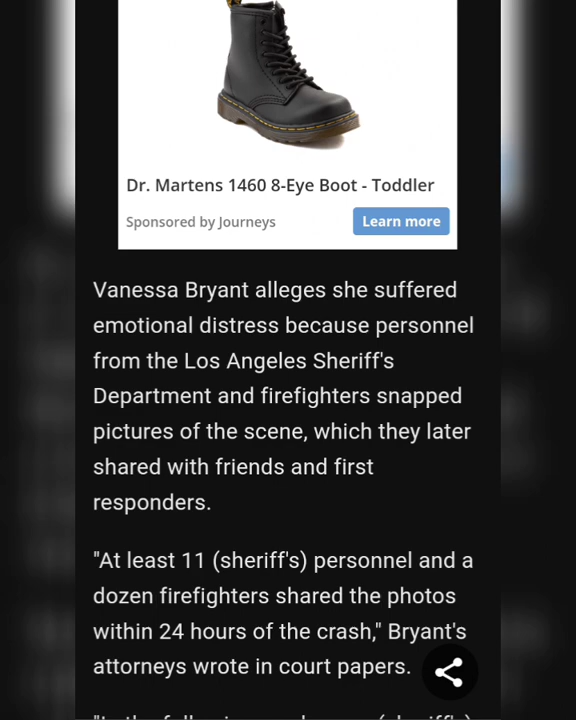 Dr. Martens 1460 8-Eye Boot - Toddler
Sponsored by Journeys
Learn more
Vanessa Bryant alleges she suffered
emotional distress because personnel
from the Los Angeles Sheriff's
Department and firefighters snapped
pictures of the scene, which they later
shared with friends and first
responders.
"At least 11 (sheriff's) personnel and a
dozen firefighters shared the photos
within 24 hours of the crash," Bryant's
attorneys wrote in court papers.